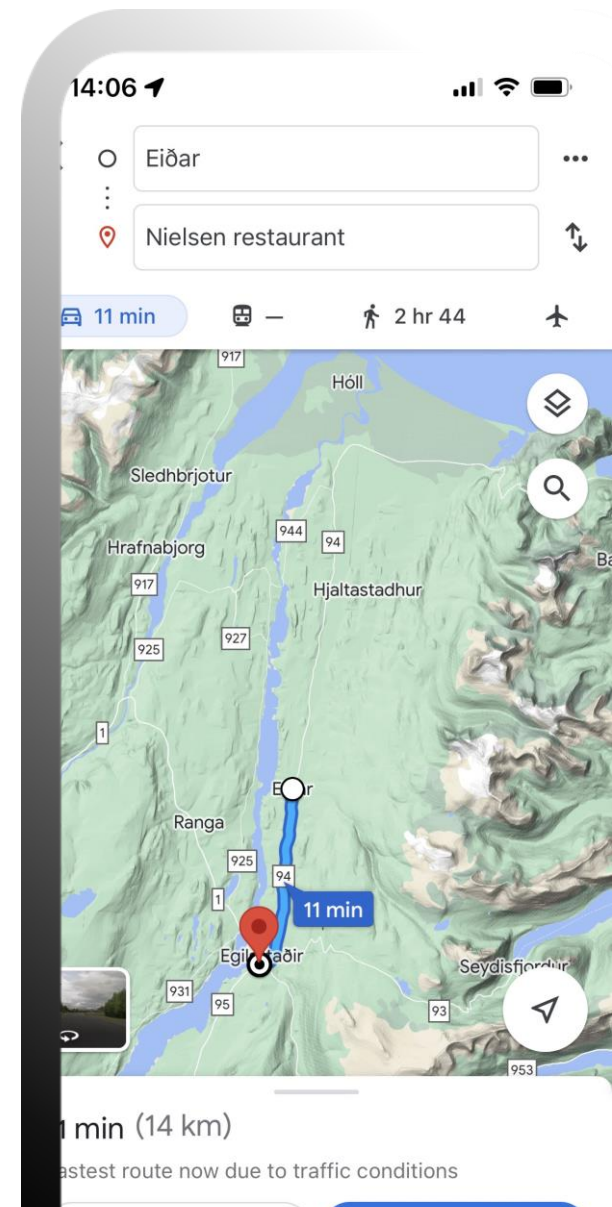 14:06
Eiðar
Nielsen restaurant
11 min
—
2 hr 44
917
Hóll
Sledhbrjotur
944
94
Hrafnabjorg
917
Hjaltastadhur
927
925
1
Ranga
925
94
1
11 min
Seydisfjordur
931
95
93
953
min (14 km)
astest route now due to traffic conditions